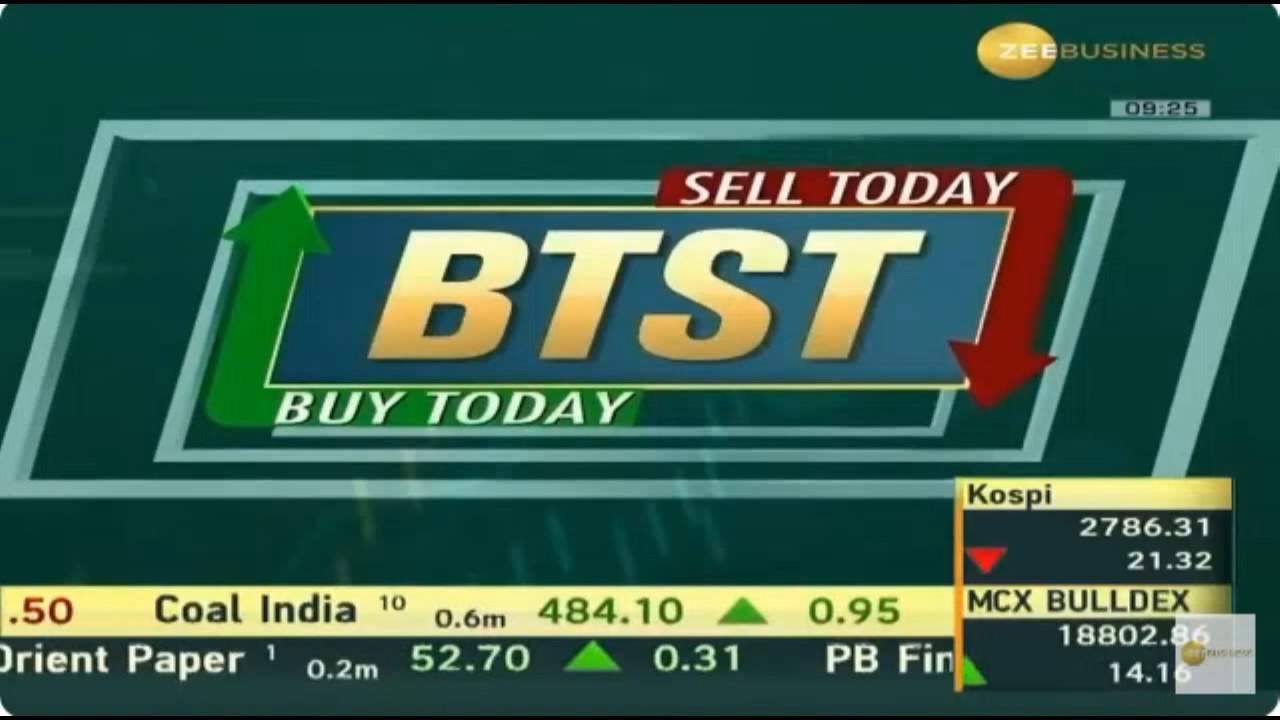 ZEEBUSINESS
09:25
SELL TODAY
BTST
BUY TODAY
Kospi
2786.31
21.32
.50 Coal India 10 0.6m 484.10 0.95
MCX BULLDEX
18802.86
Orient Paper 1 0.2m 52.70 0.31 PB Fin
14.16
ZEEBUSINESS